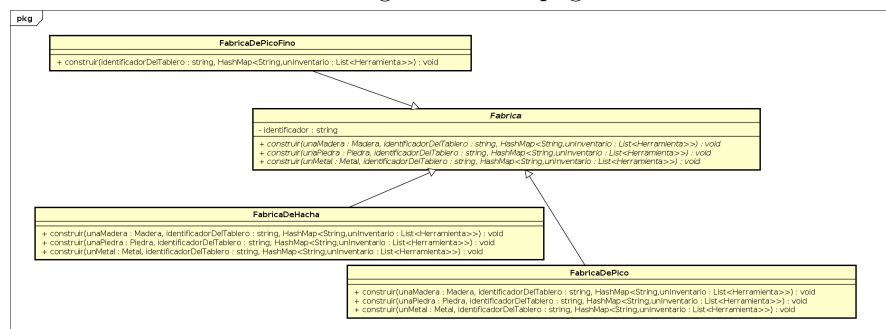 pkg
FabricaDePicoFino
+ construir(identificadorDelTablero : string, HashMap<String,unInventario : List<Herramienta>>) : void
Fabrica
- identificador : string
+ construir(unaMadera : Madera, identificadorDelTablero : string, HashMap<String,unInventario : List<Herramienta>>) : void
+ construir(unaPiedra : Piedra, identificadorDelTablero : string, HashMap<String,unInventario : List<Herramienta>>) : void
+ construir(unMetal : Metal, identificadorDelTablero : string, HashMap<String,unInventario : List<Herramienta>>) : void
FabricaDeHacha
+ construir(unaMadera : Madera, identificadorDelTablero : string, HashMap<String,unInventario : List<Herramienta>>) : void
+ construir(unaPiedra : Piedra, identificadorDelTablero : string, HashMap<String,unInventario : List<Herramienta>>) : void
+ construir(unMetal : Metal, identificadorDelTablero : string, HashMap<String,unInventario : List<Herramienta>>) : void
FabricaDePico
+ construir(unaMadera : Madera, identificadorDelTablero : string, HashMap<String,unInventario : List<Herramienta>>) : void
+ construir(unaPiedra : Piedra, identificadorDelTablero : string, HashMap<String,unInventario : List<Herramienta>>) : void
+ construir(unMetal : Metal, identificadorDelTablero : string, HashMap<String,unInventario : List<Herramienta>>) : void